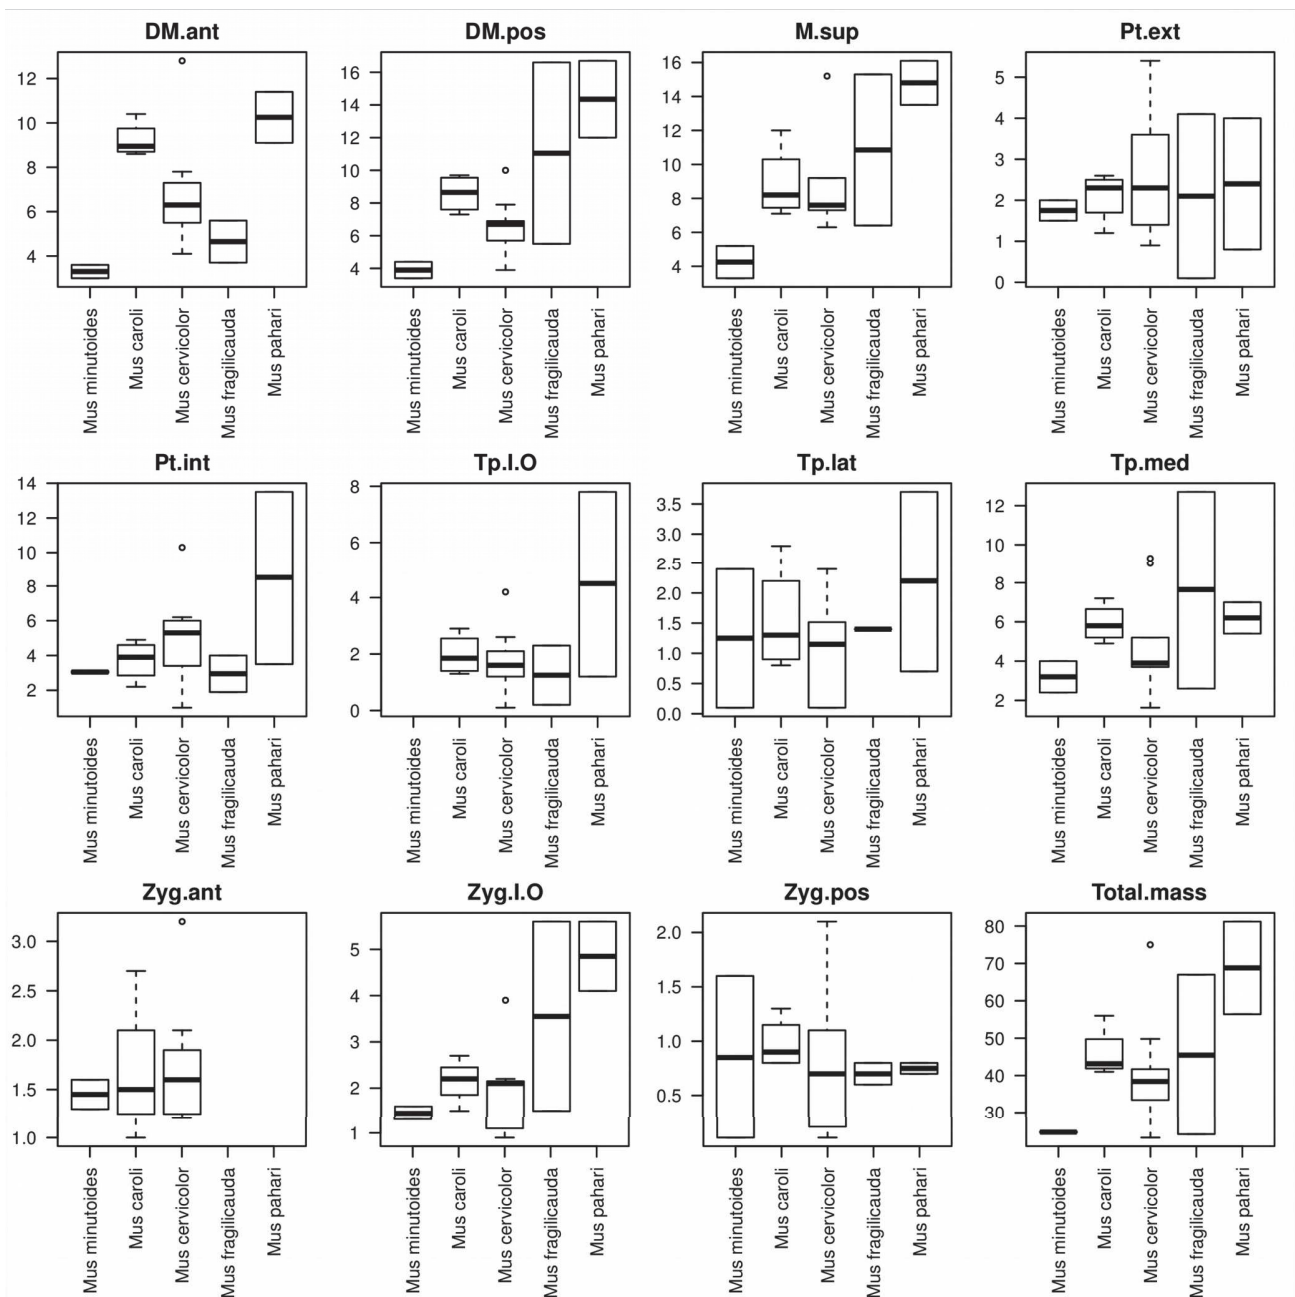 DM.ant
DM.pos
M.sup
Pt.ext
12
10
8
6
4
16
14
12
10
8
6
4
16
14
12
10
8
6
4
5
4
3
2
1
0
Mus minutoides
Mus caroli
Mus cervicolor
Mus fragilicauda
Mus pahari
Mus minutoides
Mus caroli
Mus cervicolor
Mus fragilicauda
Mus pahari
Mus minutoides
Mus caroli
Mus cervicolor
Mus fragilicauda
Mus pahari
Mus minutoides
Mus caroli
Mus cervicolor
Mus fragilicauda
Mus pahari
Pt.int
Tp.I.O
Tp.lat
Tp.med
14
12
10
8
6
4
2
8
6
4
2
0
3.5
3.0
2.5
2.0
1.5
1.0
0.5
0.0
12
10
8
6
4
2
Mus minutoides
Mus caroli
Mus cervicolor
Mus fragilicauda
Mus pahari
Mus minutoides
Mus caroli
Mus cervicolor
Mus fragilicauda
Mus pahari
Mus minutoides
Mus caroli
Mus cervicolor
Mus fragilicauda
Mus pahari
Mus minutoides
Mus caroli
Mus cervicolor
Mus fragilicauda
Mus pahari
Zyg.ant
Zyg.I.O
Zyg.pos
Total.mass
3.0
2.5
2.0
1.5
1.0
5
4
3
2
1
2.0
1.5
1.0
0.5
80
70
60
50
40
30
Mus minutoides
Mus caroli
Mus cervicolor
Mus fragilicauda
Mus pahari
Mus minutoides
Mus caroli
Mus cervicolor
Mus fragilicauda
Mus pahari
Mus minutoides
Mus caroli
Mus cervicolor
Mus fragilicauda
Mus pahari
Mus minutoides
Mus caroli
Mus cervicolor
Mus fragilicauda
Mus pahari